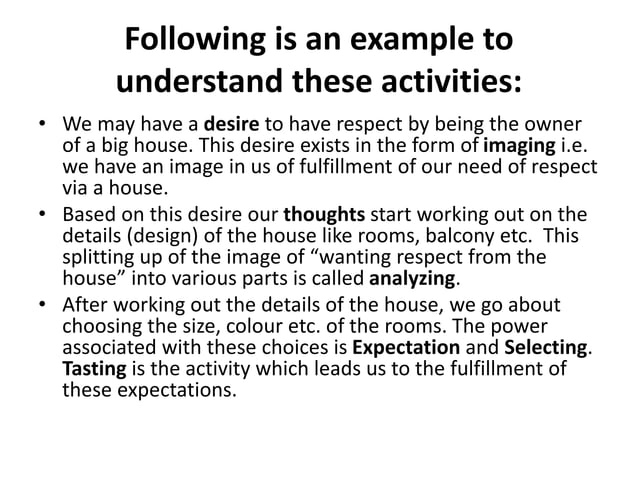 Following is an example to
understand these activities:
• We may have a desire to have respect by being the owner
of a big house. This desire exists in the form of imaging i.e.
we have an image in us of fulfillment of our need of respect
via a house.
• Based on this desire our thoughts start working out on the
details (design) of the house like rooms, balcony etc.  This
splitting up of the image of “wanting respect from the
house” into various parts is called analyzing.
• After working out the details of the house, we go about
choosing the size, colour etc. of the rooms. The power
associated with these choices is Expectation and Selecting.
Tasting is the activity which leads us to the fulfillment of
these expectations.